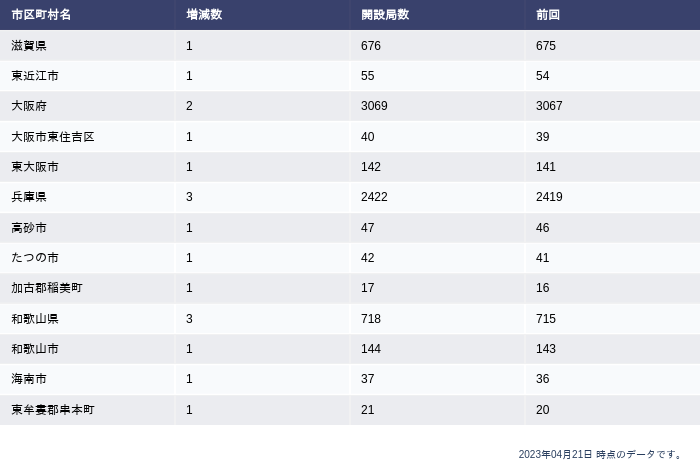 市区町村名 増減数 開設局数 前回
滋賀県 1 676 675
東近江市 1 55 54
大阪府 2 3069 3067
大阪市東住吉区 1 40 39
東大阪市 1 142 141
兵庫県 3 2422 2419
高砂市 1 47 46
たつの市 1 42 41
加古郡稲美町 1 17 16
和歌山県 3 718 715
和歌山市 1 144 143
海南市 1 37 36
東牟婁郡串本町 1 21 20
2023年04月21日 時点のデータです。